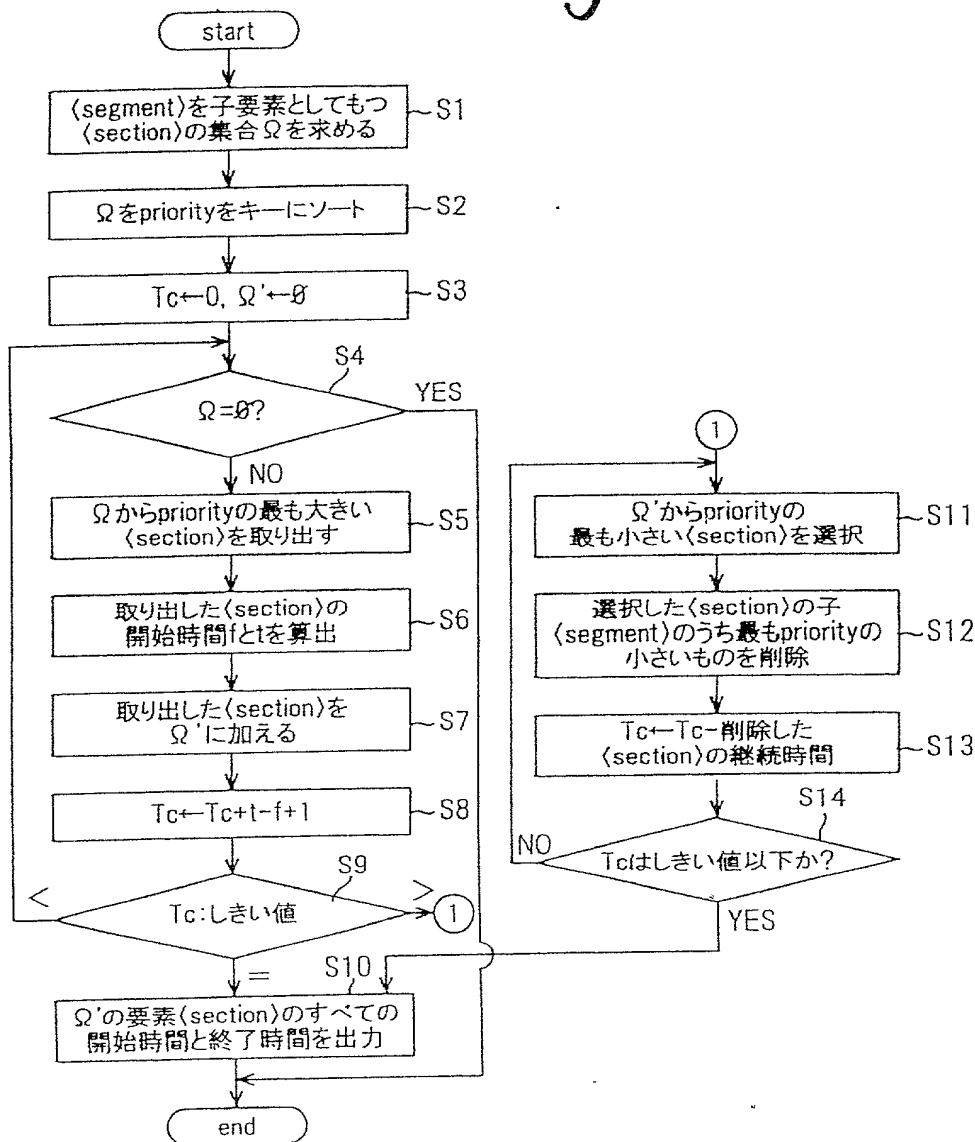 start
〈segment〉を子要素としてもつ
〈section〉の集合Ωを求める
S1
Ωをpriorityをキーにソート
S2
Tc←0, Ω'←∅
S3
S4
Ω=∅?
YES
NO
Ωからpriorityの最も大きい
〈section〉を取り出す
S5
取り出した〈section〉の
開始時間fとtを算出
S6
取り出した〈section〉を
Ω'に加える
S7
Tc←Tc+t-f+1
S8
S9
<
>
Tc:しきい値
1
=
S10
Ω'の要素〈section〉のすべての
開始時間と終了時間を出力
end
1
Ω'からpriorityの
最も小さい〈section〉を選択
S11
選択した〈section〉の子
〈segment〉のうち最もpriorityの
小さいものを削除
S12
Tc←Tc-削除した
〈section〉の継続時間
S13
S14
NO
Tcはしきい値以下か?
YES